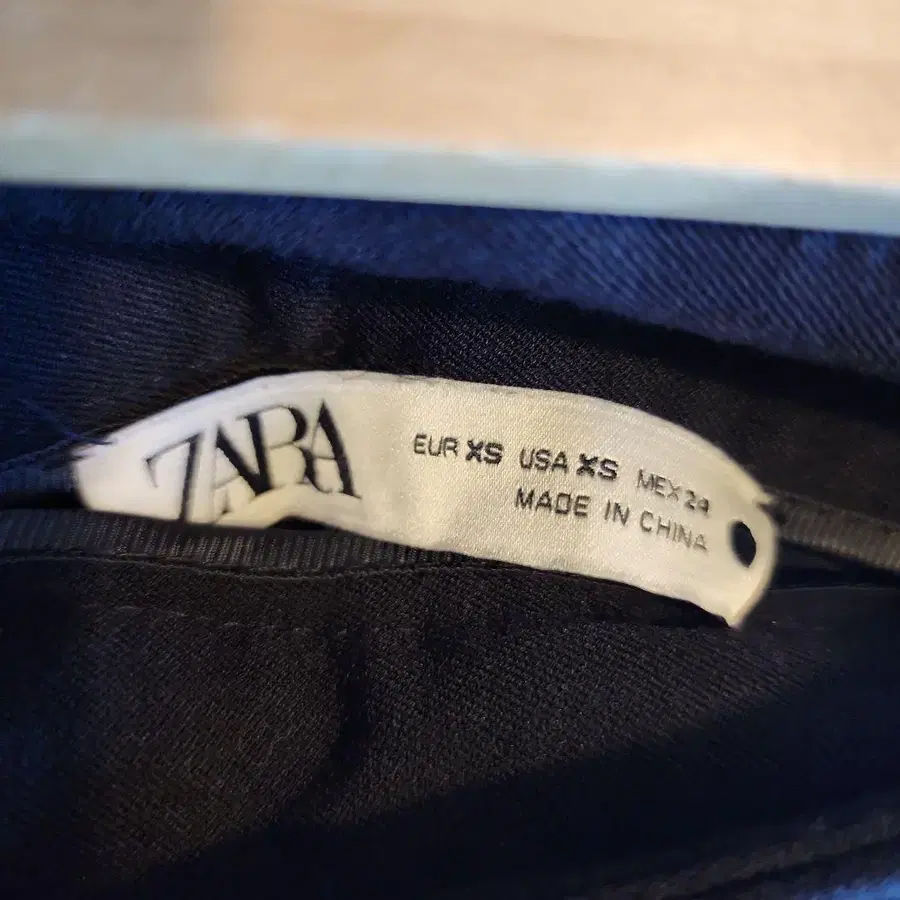 ZARA
EUR XS USA XS MEX 24
MADE IN CHINA